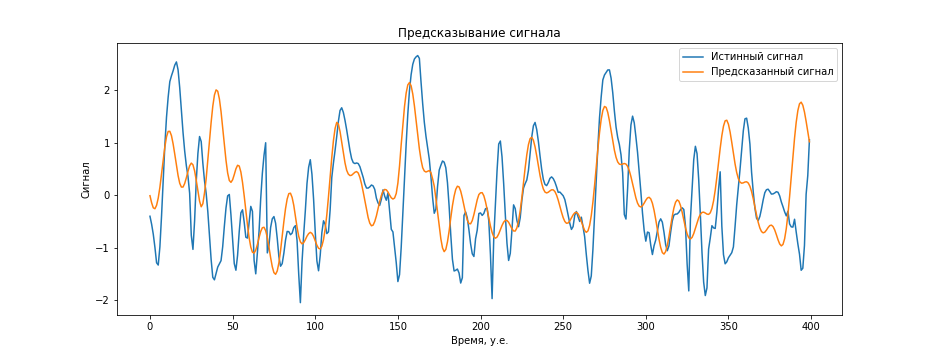 Предсказывание сигнала
Истинный сигнал
Предсказанный сигнал
Сигнал
2
1
0
−1
−2
0 50 100 150 200 250 300 350 400
Время, у.е.